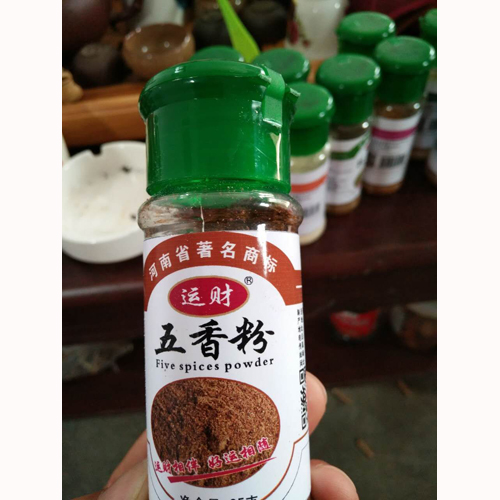 河南省著名商标
运财®
五香粉
Five spices powder
运财相伴 好运相随